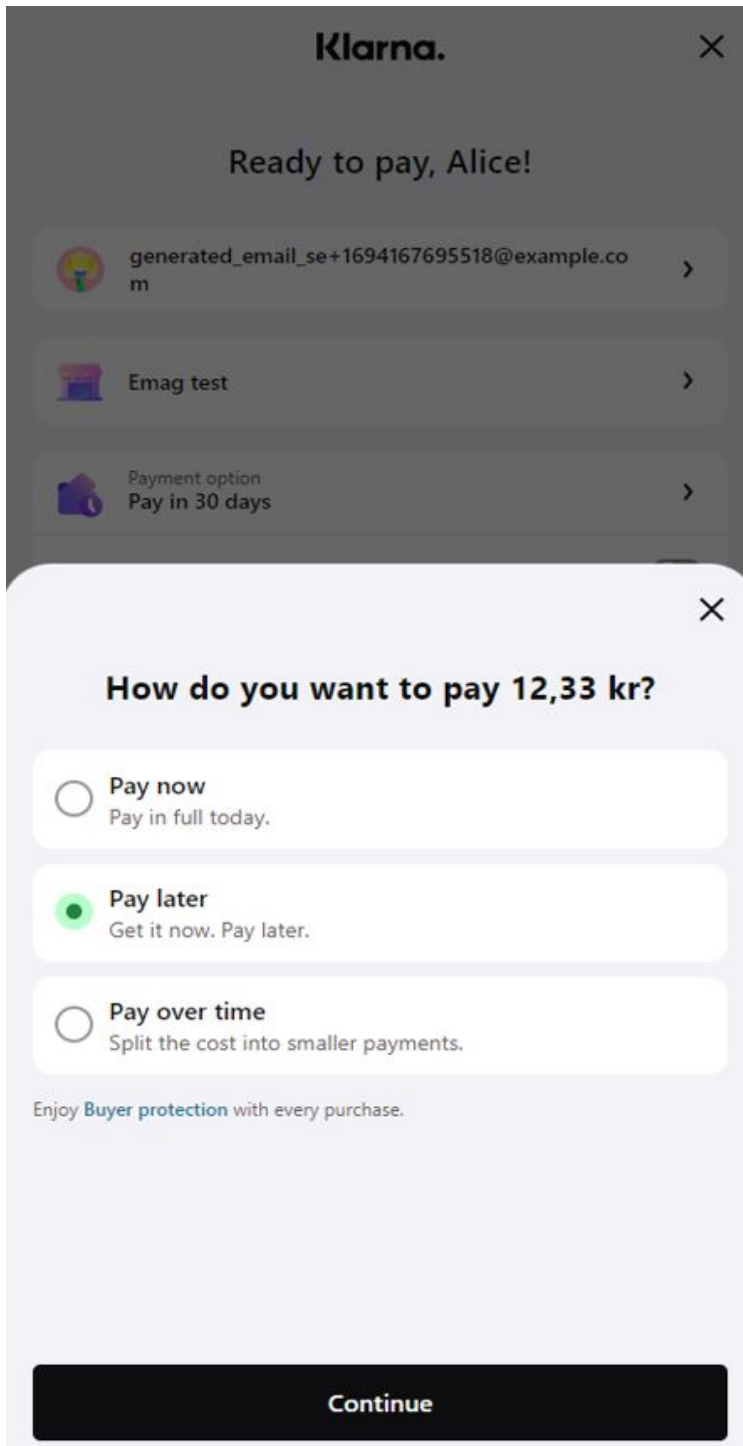 Klarna.
Ready to pay, Alice!
generated_email_se+1694167695518@example.co
m
Emag test
Payment option
Pay in 30 days
How do you want to pay 12,33 kr?
Pay now
Pay in full today.
Pay later
Get it now. Pay later.
Pay over time
Split the cost into smaller payments.
Enjoy Buyer protection with every purchase.
Continue